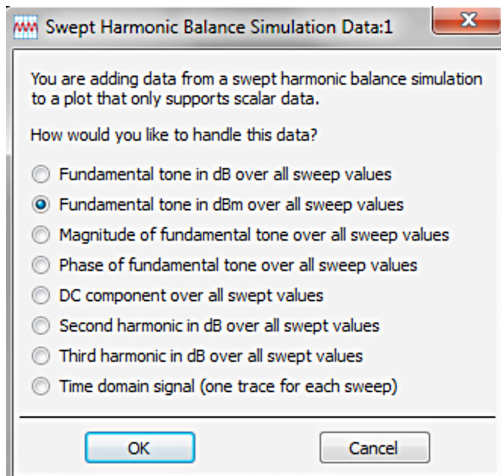 Swept Harmonic Balance Simulation Data:1
You are adding data from a swept harmonic balance simulation
to a plot that only supports scalar data.
How would you like to handle this data?
Fundamental tone in dB over all sweep values
Fundamental tone in dBm over all sweep values
Magnitude of fundamental tone over all sweep values
Phase of fundamental tone over all sweep values
DC component over all swept values
Second harmonic in dB over all swept values
Third harmonic in dB over all swept values
Time domain signal (one trace for each sweep)
OK Cancel